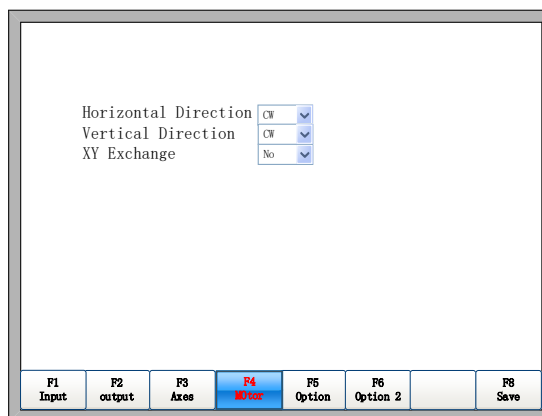 Horizontal Direction CW
Vertical Direction CW
XY Exchange No
F1 F2 F3 F4 F5 F6 F8
Input output Axes MOtor Option Option 2 Save